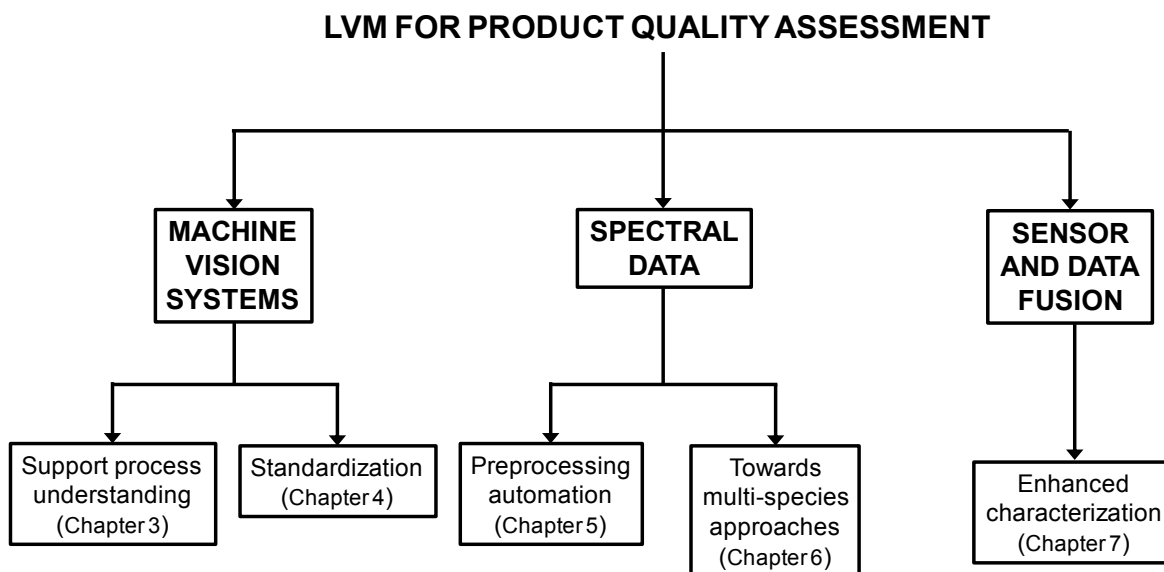 LVM FOR PRODUCT QUALITY ASSESSMENT
MACHINE
VISION
SYSTEMS
SPECTRAL
DATA
SENSOR
AND DATA
FUSION
Support process
understanding
(Chapter 3)
Standardization
(Chapter 4)
Preprocessing
automation
(Chapter 5)
Towards
multi-species
approaches
(Chapter 6)
Enhanced
characterization
(Chapter 7)